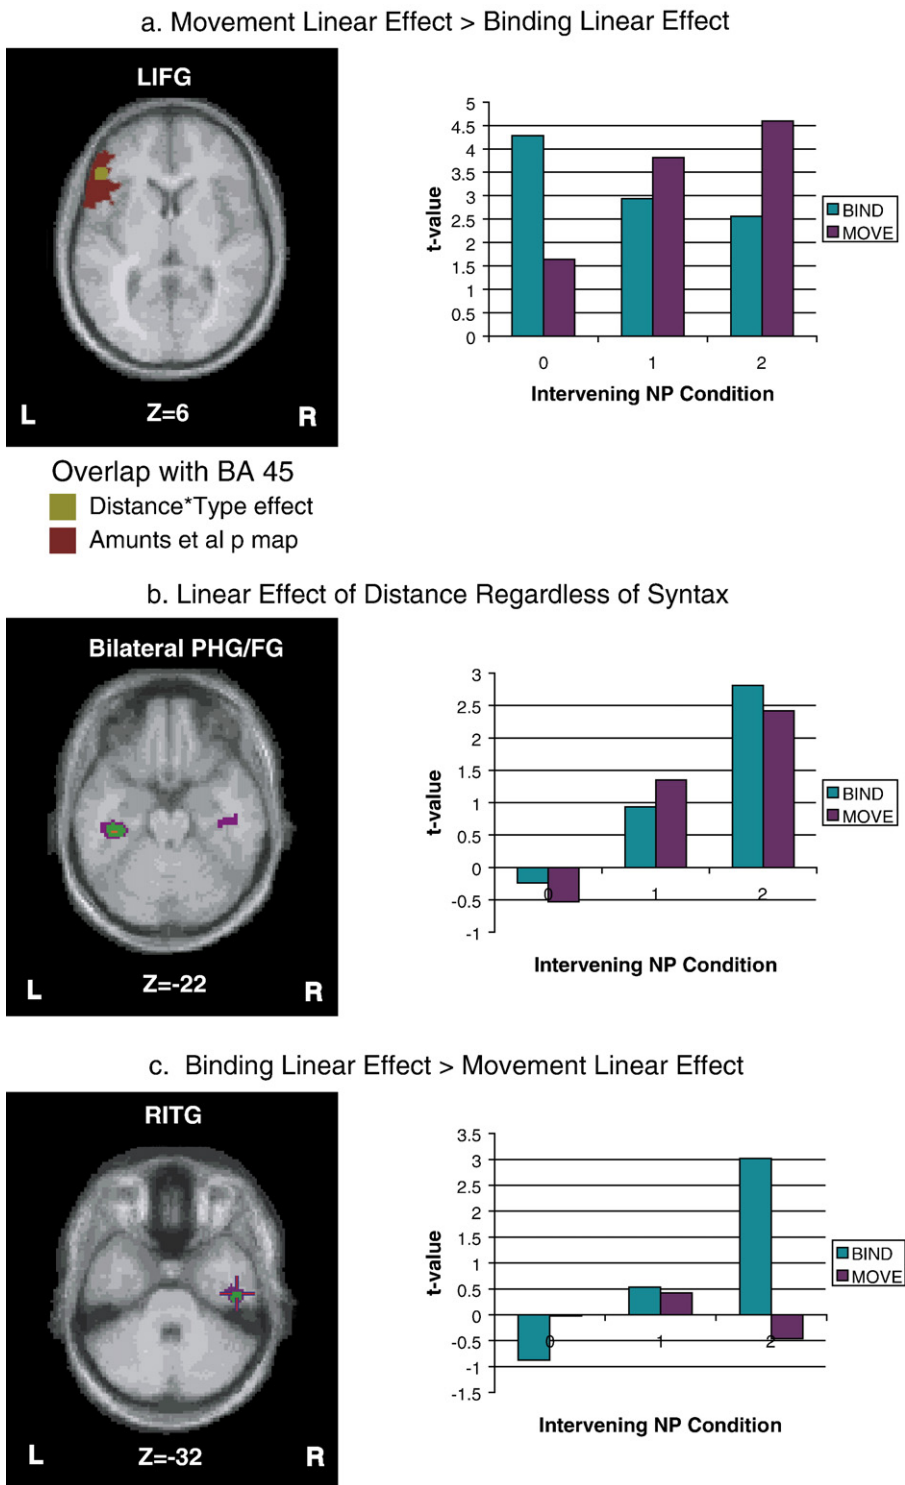 a. Movement Linear Effect > Binding Linear Effect
LIFG
L
Z=6
R
5
4.5
4
3.5
3
2.5
2
1.5
1
0.5
0
t-value
0
1
2
Intervening NP Condition
BIND
MOVE
Overlap with BA 45
Distance*Type effect
Amunts et al p map
b. Linear Effect of Distance Regardless of Syntax
Bilateral PHG/FG
L
Z=-22
R
3
2.5
2
1.5
1
0.5
0
-0.5
-1
t-value
0
1
2
Intervening NP Condition
BIND
MOVE
c. Binding Linear Effect > Movement Linear Effect
RITG
L
Z=-32
R
3.5
3
2.5
2
1.5
1
0.5
0
-0.5
-1
-1.5
t-value
0
1
2
Intervening NP Condition
BIND
MOVE